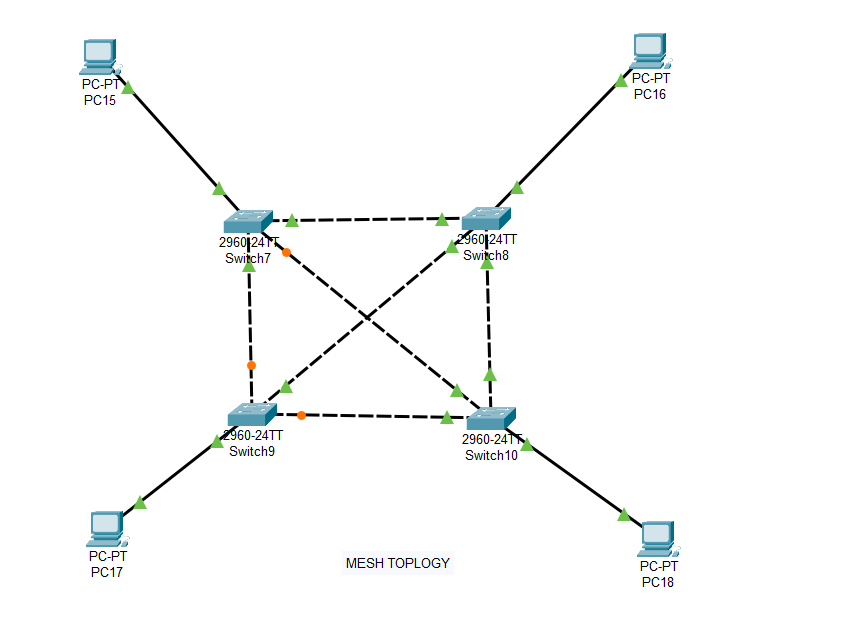 PC-PT
PC15
PC-PT
PC16
2960-24TT
Switch7
2960-24TT
Switch8
2960-24TT
Switch9
2960-24TT
Switch10
PC-PT
PC17
MESH TOPLOGY
PC-PT
PC18